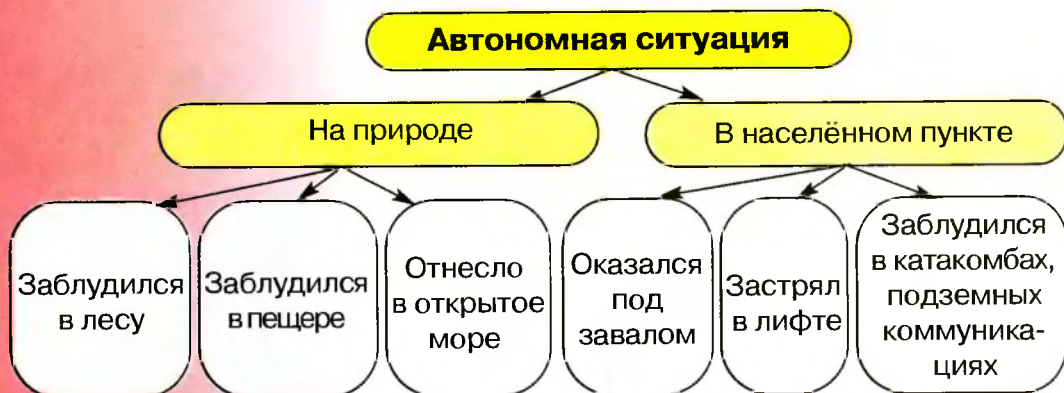 Автономная ситуация
На природе
В населённом пункте
Заблудился
в лесу
Заблудился
в пещере
Отнесло
в открытое
море
Оказался
под
завалом
Застрял
в лифте
Заблудился
в катакомбах,
подземных
коммуника-
циях